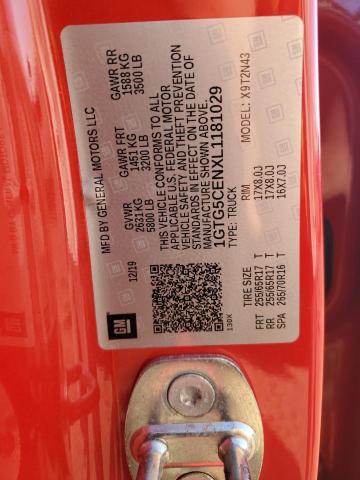 MFD BY GENERAL MOTORS LLC
12/19
GVWR
2631 KG
5800 LB
GAWR FRT
1451 KG
3200 LB
GAWR RR
1588 KG
3500 LB
THIS VEHICLE CONFORMS TO ALL
APPLICABLE U.S. FEDERAL MOTOR
VEHICLE SAFETY AND THEFT PREVENTION
STANDARDS IN EFFECT ON THE DATE OF
MANUFACTURE SHOWN ABOVE.
1GTG5CENXL1181029
TYPE: TRUCK
MODEL: X9T2N43
GM
130X
TIRE SIZE RIM
FRT 255/65R17 T 17X8.0J
RR 255/65R17 T 17X8.0J
SPA 255/70R16 T 16X7.0J